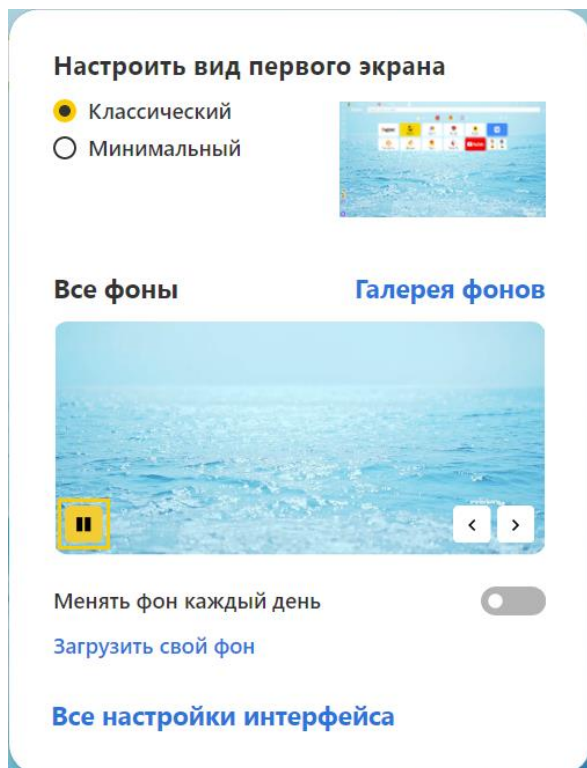 Настроить вид первого экрана
Классический
Минимальный
Все фоны
Галерея фонов
Менять фон каждый день
Загрузить свой фон
Все настройки интерфейса